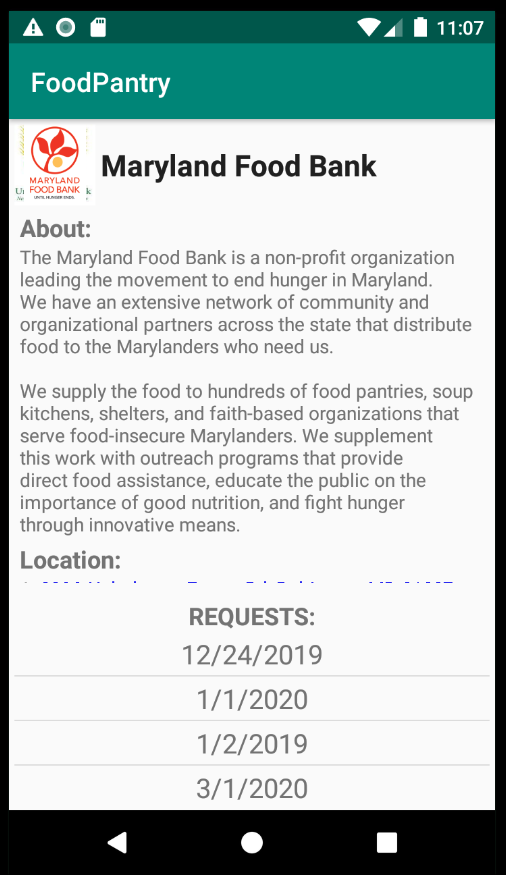 11:07
FoodPantry
MARYLAND
FOOD BANK
UNTIL HUNGER ENDS.
Maryland Food Bank
About:
The Maryland Food Bank is a non-profit organization
leading the movement to end hunger in Maryland.
We have an extensive network of community and
organizational partners across the state that distribute
food to the Marylanders who need us.
We supply the food to hundreds of food pantries, soup
kitchens, shelters, and faith-based organizations that
serve food-insecure Marylanders. We supplement
this work with outreach programs that provide
direct food assistance, educate the public on the
importance of good nutrition, and fight hunger
through innovative means.
Location:
REQUESTS:
12/24/2019
1/1/2020
1/2/2019
3/1/2020